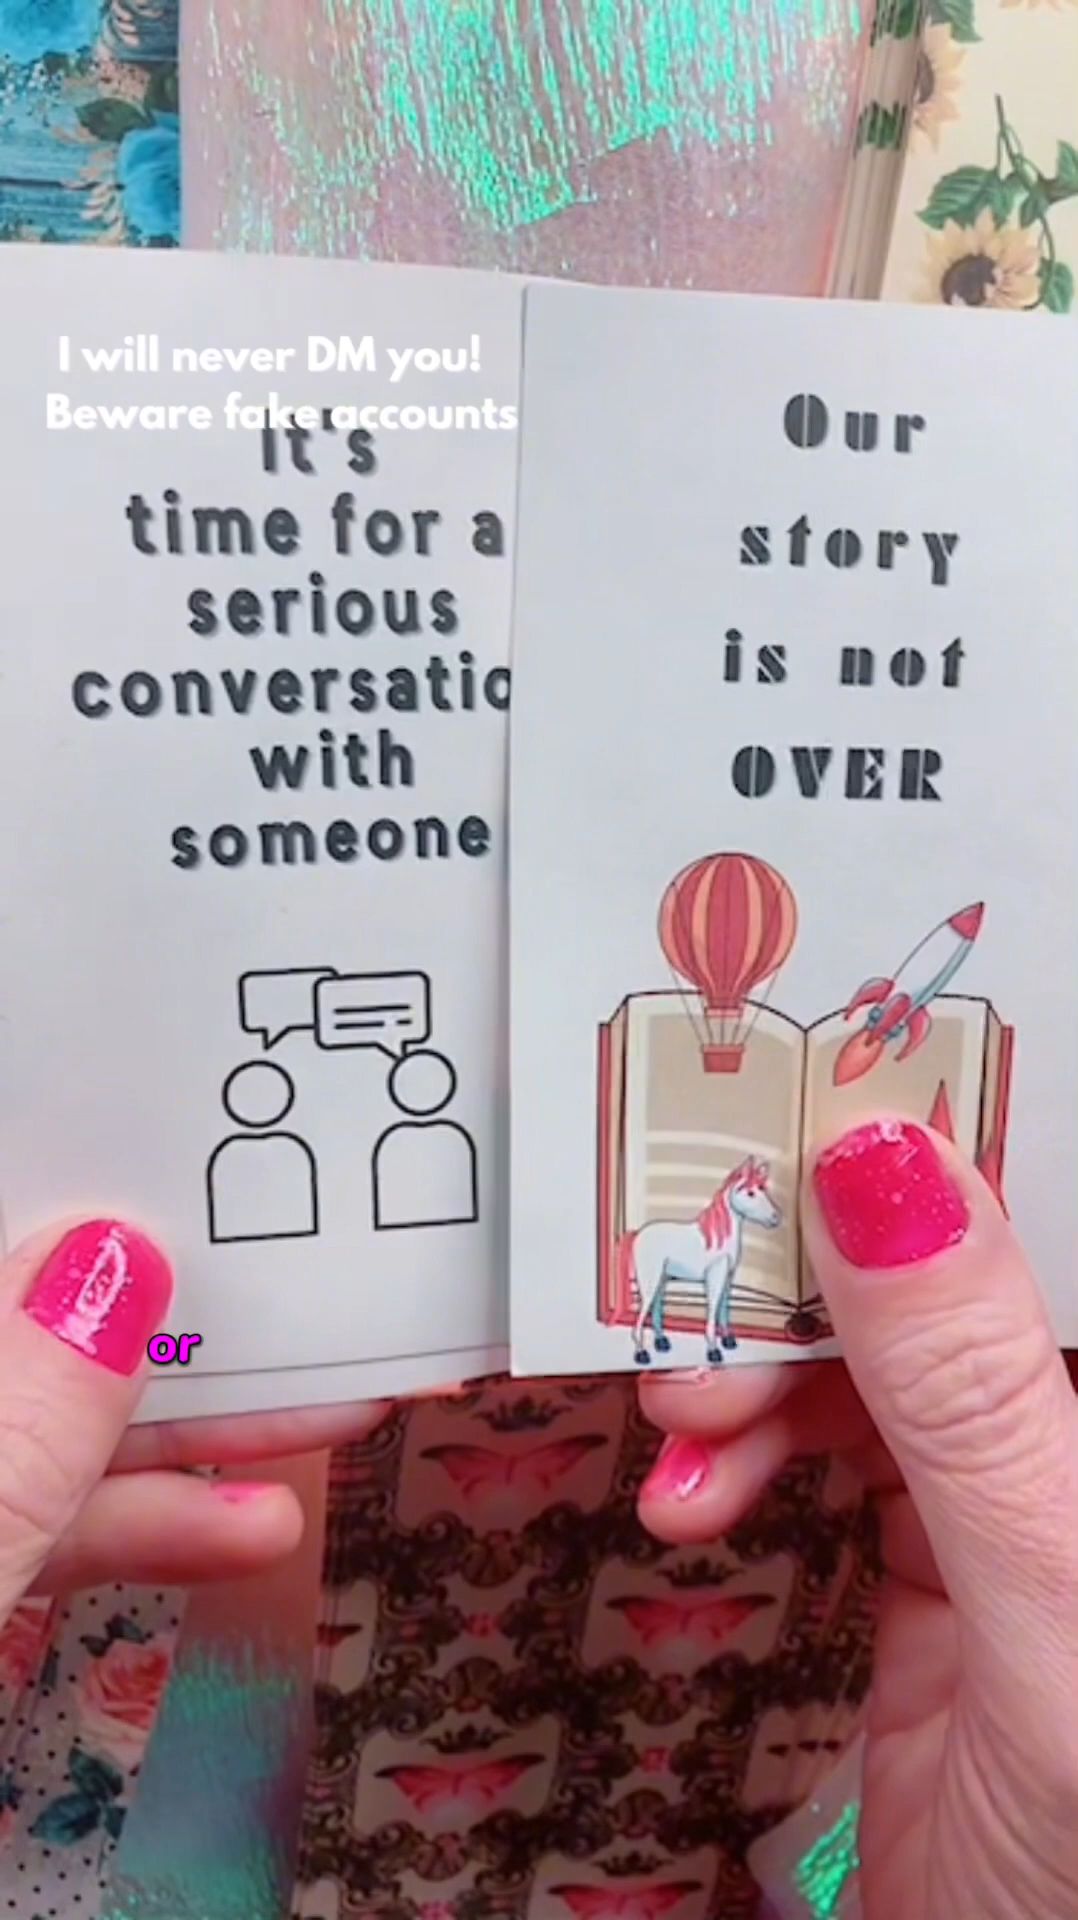 I will never DM you!
Beware fake accounts
It's
time for a
serious
conversatio
with
someone
Our
story
is not
OVER
or